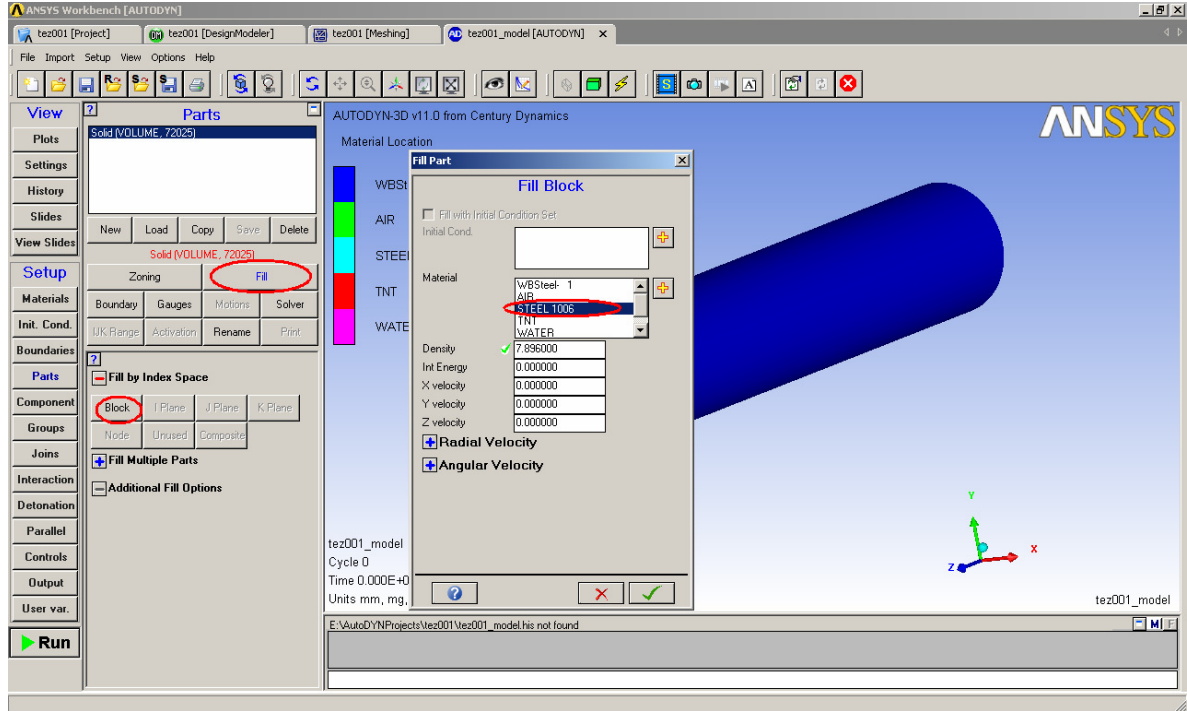 ANSYS Workbench [AUTODYN]
tez001 [Project] tez001 [DesignModeler] tez001 [Meshing] AD tez001_model [AUTODYN] ×
File Import Setup View Options Help
View
Plots
Settings
History
Slides
View Slides
Setup
Materials
Init. Cond.
Boundaries
Parts
Component
Groups
Joins
Interaction
Detonation
Parallel
Controls
Output
User var.
Run
? Parts
Solid (VOLUME, 72025)
New Load Copy Save Delete
Solid (VOLUME, 72025)
Zoning Fill
Boundary Gauges Motions Solver
IJK Range Activation Rename Print
?
Fill by Index Space
Block I Plane J Plane K Plane
Node Unused Composite
Fill Multiple Parts
Additional Fill Options
AUTODYN-3D v11.0 from Century Dynamics
ANSYS
Material Location
WBSt
AIR
STEEL
TNT
WATE
Fill Part
Fill Block
Fill with Initial Condition Set
Initial Cond.
Material
WBSteel- 1
AIR
STEEL 1006
TNT
WATER
Density 7.896000
Int Energy 0.000000
X velocity 0.000000
Y velocity 0.000000
Z velocity 0.000000
Radial Velocity
Angular Velocity
Y
X
Z
tez001_model
Cycle 0
Time 0.000E+0
Units mm, mg,
tez001_model
E:\AutoDYNProjects\tez001\tez001_model.his not found
M F